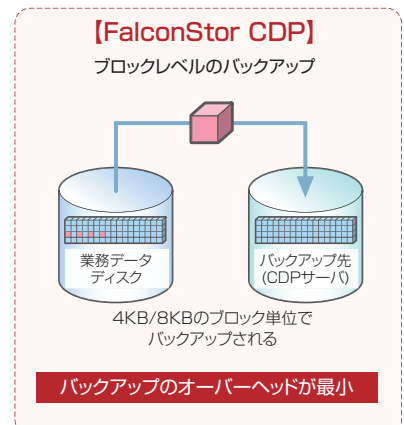 【FalconStor CDP】
ブロックレベルのバックアップ
業務データ
ディスク
バックアップ先
(CDPサーバ)
4KB/8KBのブロック単位で
バックアップされる
バックアップのオーバーヘッドが最小